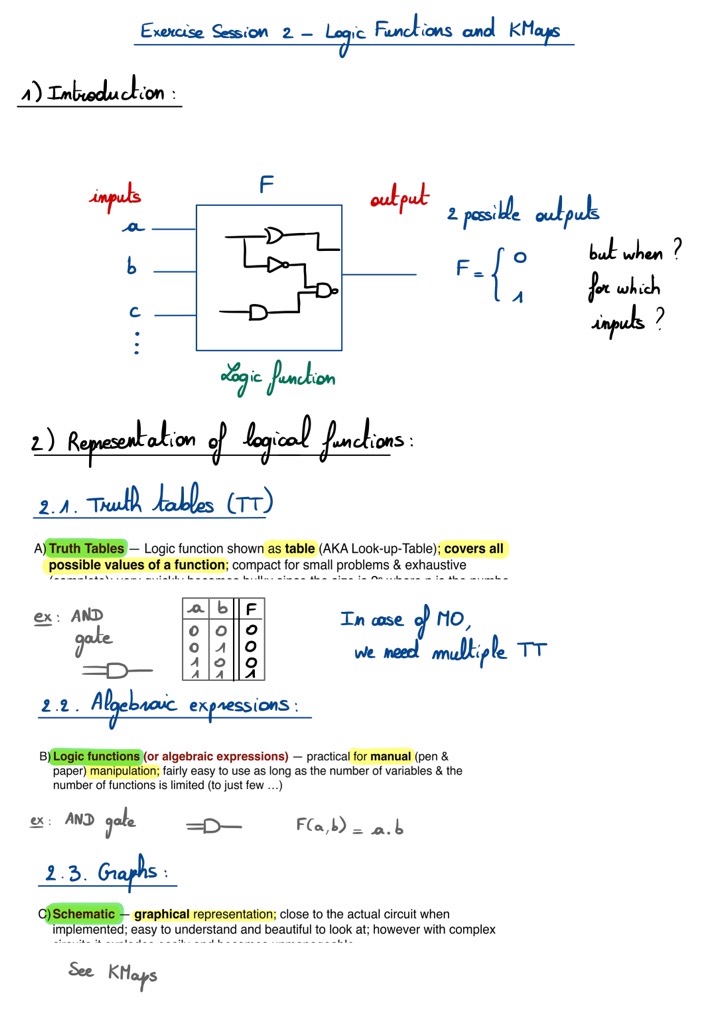 Exercise Session 2 – Logic Functions and KMaps
1) Introduction :
inputs
F
output
a
b
c
2 possible outputs
F = { 0
1
but when ?
for which
inputs ?
Logic function
2) Representation of logical functions :
2.1. Truth tables (TT)
A) Truth Tables — Logic function shown as table (AKA Look-up-Table); covers all
possible values of a function; compact for small problems & exhaustive
ex : AND
gate
a b F
0 0 0
0 1 0
1 0 0
1 1 1
In case of MO,
we need multiple TT
2.2. Algebraic expressions :
B) Logic functions (or algebraic expressions) — practical for manual (pen &
paper) manipulation; fairly easy to use as long as the number of variables & the
number of functions is limited (to just few …)
ex : AND gate
F(a,b) = a.b
2.3. Graphs :
C) Schematic — graphical representation; close to the actual circuit when
implemented; easy to understand and beautiful to look at; however with complex
See KMaps